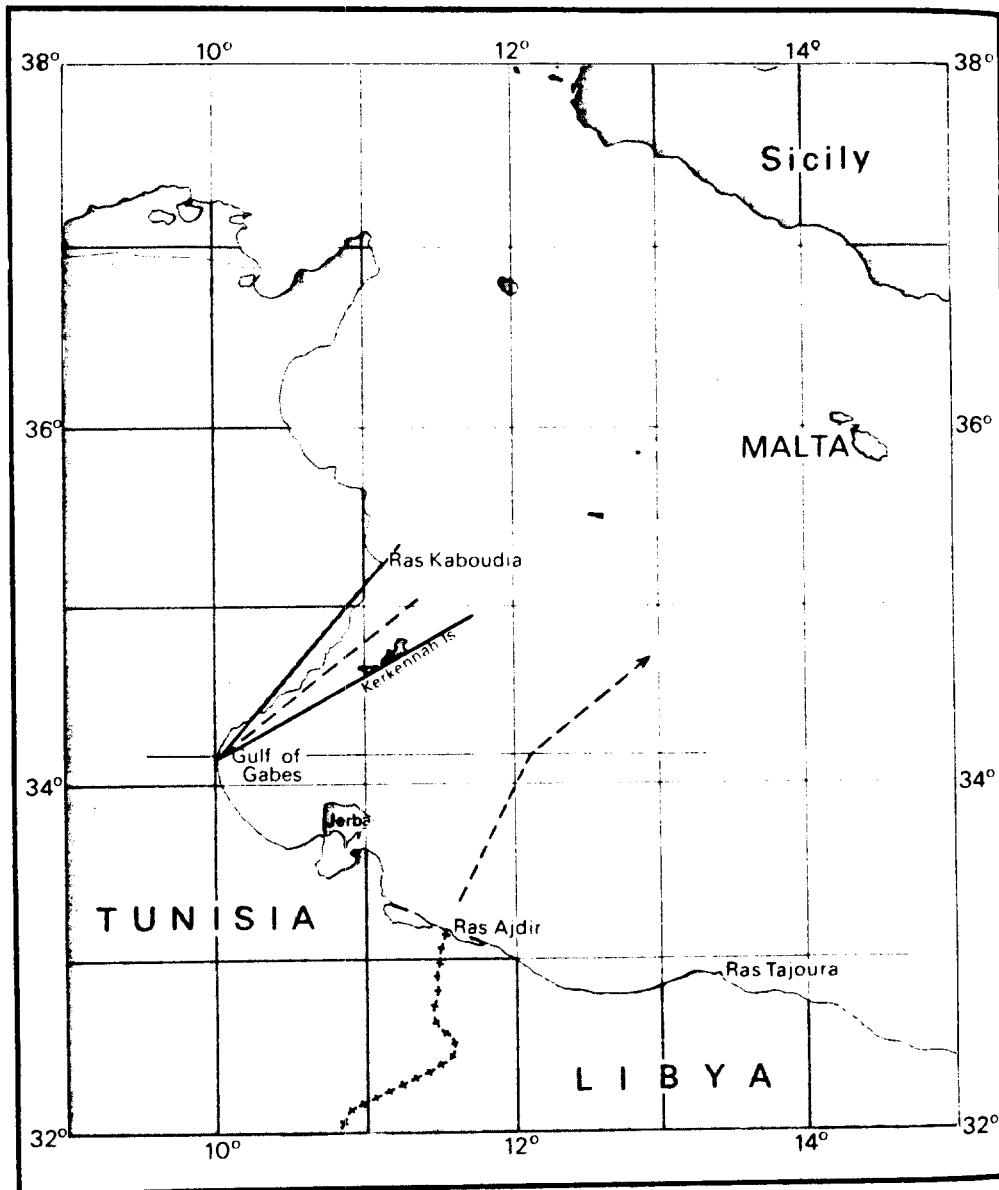 10° 12° 14°
38° 38°
Sicily
36° 36°
MALTA
Ras Kaboudia
Kerkennah Is
Gulf of
Gabes
34° 34°
Jerba
TUNISIA
Ras Ajdir
Ras Tajoura
LIBYA
32° 32°
10° 12° 14°